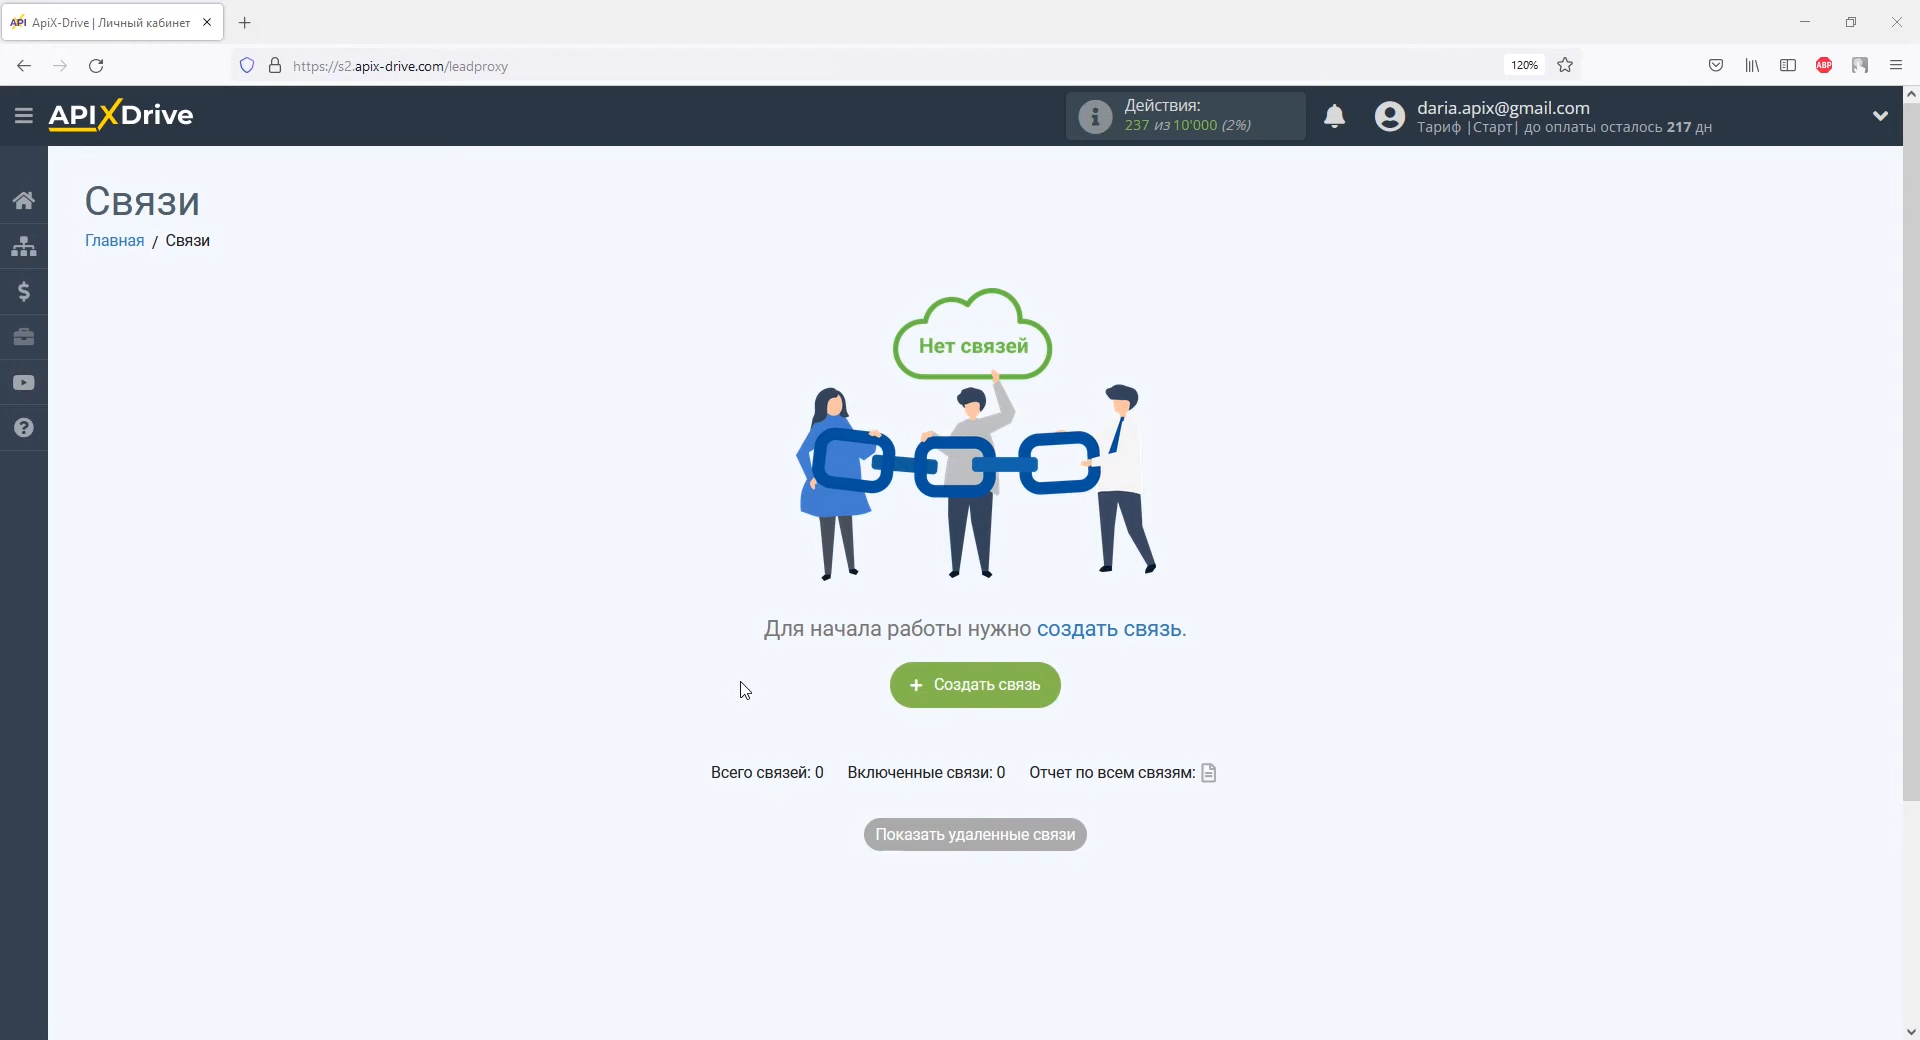 API ApiX-Drive | Личный кабинет
https://s2.apix-drive.com/leadproxy
120%
ABP
APIXDrive
Действия:
237 из 10'000 (2%)
daria.apix@gmail.com
Тариф |Старт| до оплаты осталось 217 дн
Связи
Главная / Связи
Нет связей
Для начала работы нужно создать связь.
+ Создать связь
Всего связей: 0 Включенные связи: 0 Отчет по всем связям:
Показать удаленные связи